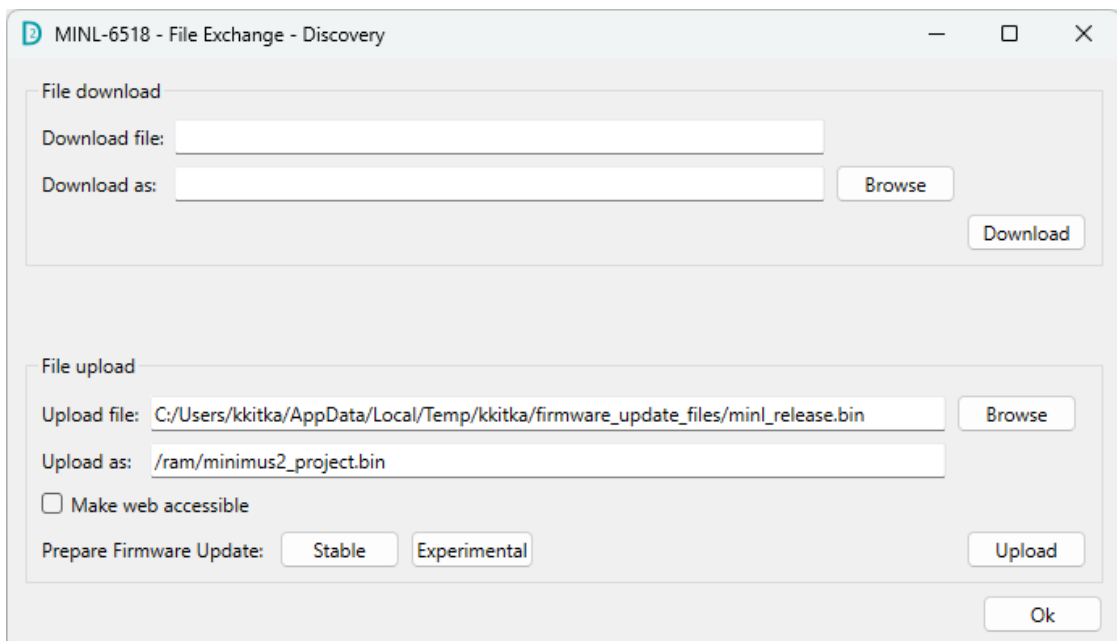 MINL-6518 - File Exchange - Discovery
File download
Download file:
Download as:
Browse
Download
File upload
Upload file: C:/Users/kkitka/AppData/Local/Temp/kkitka/firmware_update_files/minl_release.bin Browse
Upload as: /ram/minimus2_project.bin
Make web accessible
Prepare Firmware Update: Stable Experimental Upload
Ok